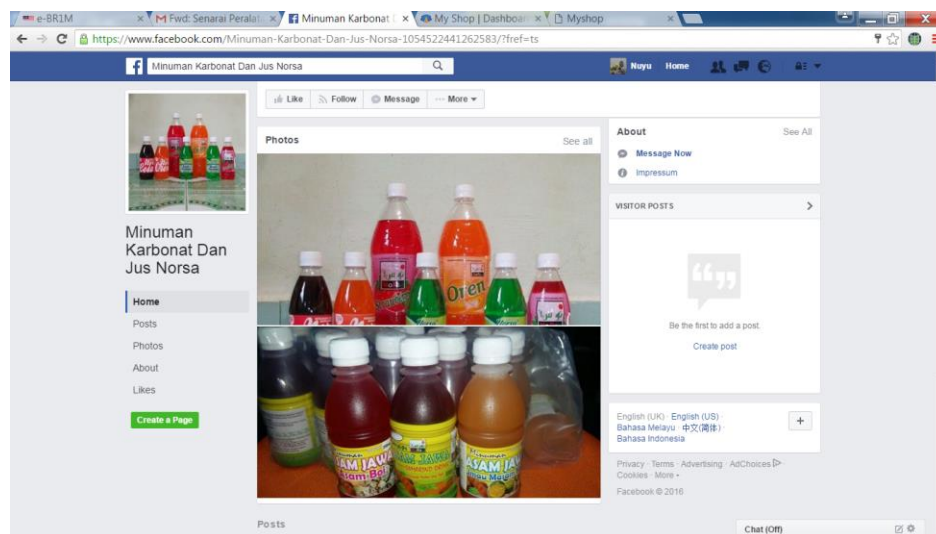 e-BR1M
Fwd: Senarai Peralat
Minuman Karbonat D
My Shop | Dashboar
Myshop
https://www.facebook.com/Minuman-Karbonat-Dan-Jus-Norsa-1054522441262583/?fref=ts
Minuman Karbonat Dan Jus Norsa
Nuyu
Home
Like
Follow
Message
More
Photos
See all
About
See All
Message Now
Impressum
VISITOR POSTS
Minuman
Karbonat Dan
Jus Norsa
Home
Posts
Photos
About
Likes
Create a Page
Oren
Be the first to add a post.
Create post
ASAM JAWA
Asam Boi
ASAM JAWA
ASAM JAWA
English (UK) · English (US) ·
Bahasa Melayu · 中文(简体) ·
Bahasa Indonesia
Privacy · Terms · Advertising · AdChoices
Cookies · More
Facebook © 2016
Posts
Chat (Off)